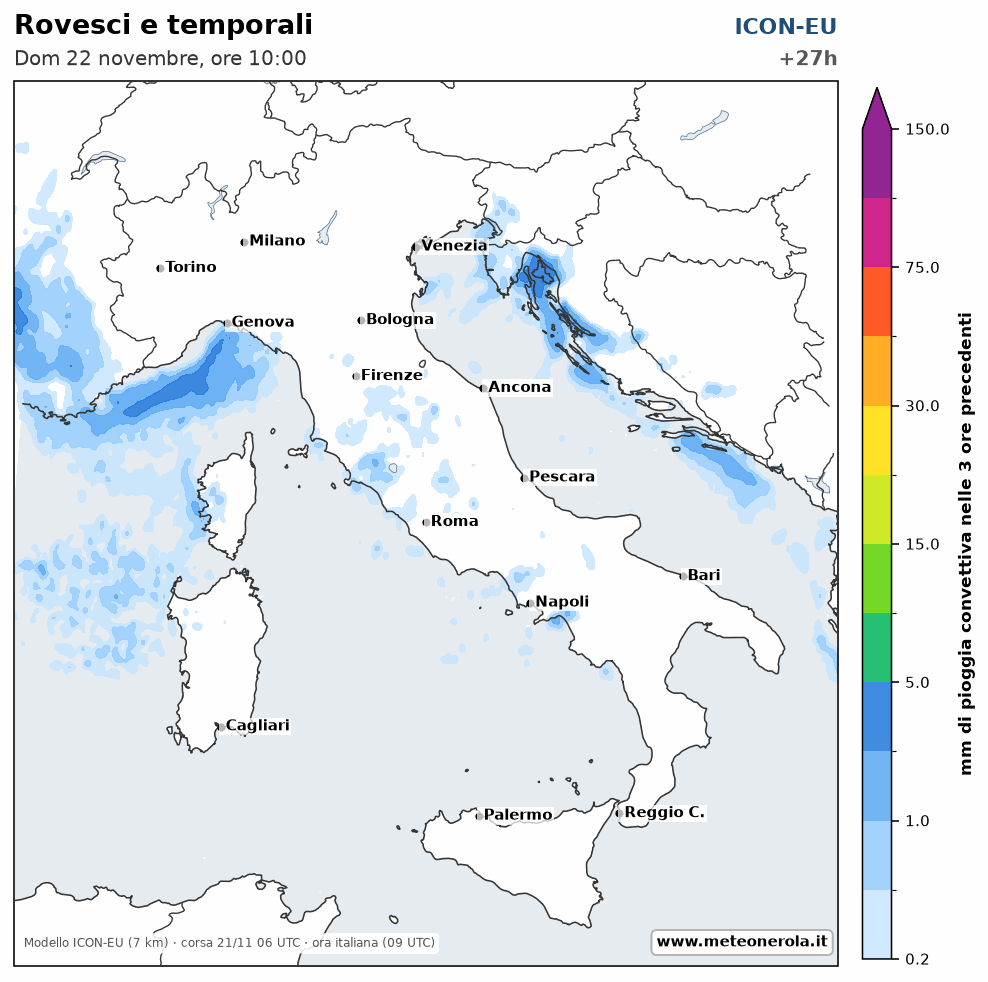 Rovesci e temporali
ICON-EU
Dom 22 novembre, ore 10:00
+27h
Milano
Venezia
Torino
Genova
Bologna
Firenze
Ancona
Pescara
Roma
Bari
Napoli
Cagliari
Palermo
Reggio C.
150.0
75.0
30.0
15.0
5.0
1.0
0.2
mm di pioggia convettiva nelle 3 ore precedenti
Modello ICON-EU (7 km) · corsa 21/11 06 UTC · ora italiana (09 UTC)
www.meteonerola.it